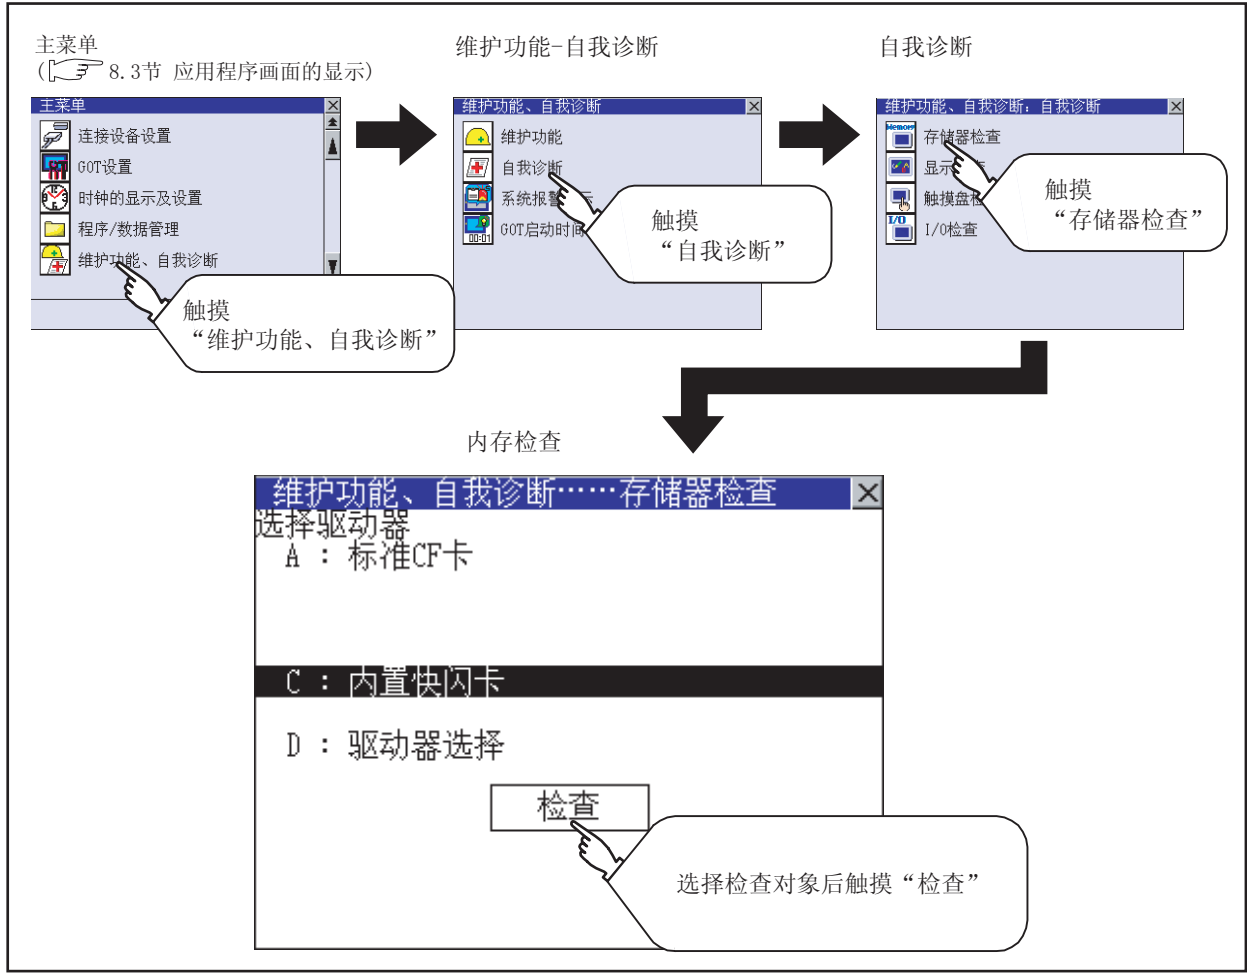 主菜单
( 8.3节 应用程序画面的显示)
主菜单
连接设备设置
GOT设置
时钟的显示及设置
程序/数据管理
维护功能、自我诊断
触摸
“维护功能、自我诊断”
维护功能-自我诊断
维护功能、自我诊断
维护功能
自我诊断
系统报警 示
00:01
GOT启动时间
触摸
“自我诊断”
自我诊断
维护功能、自我诊断：自我诊断
Memory
存储器检查
显示 查
触摸盘检
I/O
I/O检查
触摸
“存储器检查”
内存检查
维护功能、自我诊断……存储器检查
选择驱动器
A : 标准CF卡
C : 内置快闪卡
D : 驱动器选择
检查
选择检查对象后触摸“检查”